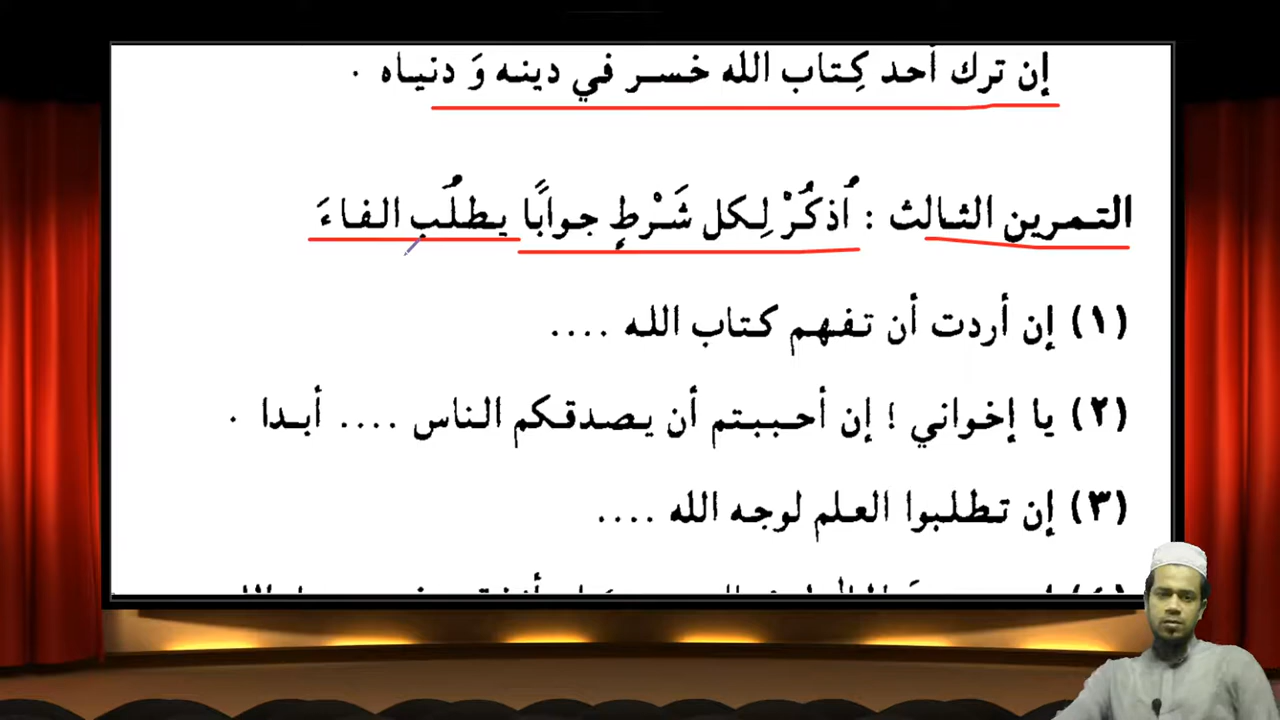 إن ترك أحد كِتاب الله خسر في دينه وَ دنياه ٠
التمرين الثالث : اُذكُرْ لِكل شَرْطٍ جوابًا يطلُب الفاءَ
(١) إن أردت أن تفهم كتاب الله ....
(٢) يا إخواني ! إن أحببتم أن يصدقكم الناس .... أبدا ٠
(٣) إن تطلبوا العلم لوجه الله ....